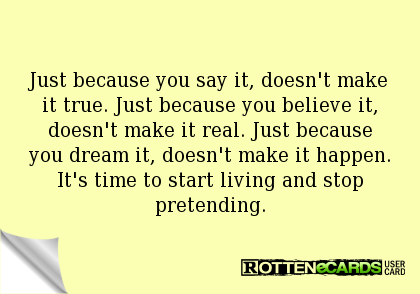 Just because you say it, doesn't make
it true. Just because you believe it,
doesn't make it real. Just because
you dream it, doesn't make it happen.
It's time to start living and stop
pretending.
ROTTENeCARDS USER
CARD